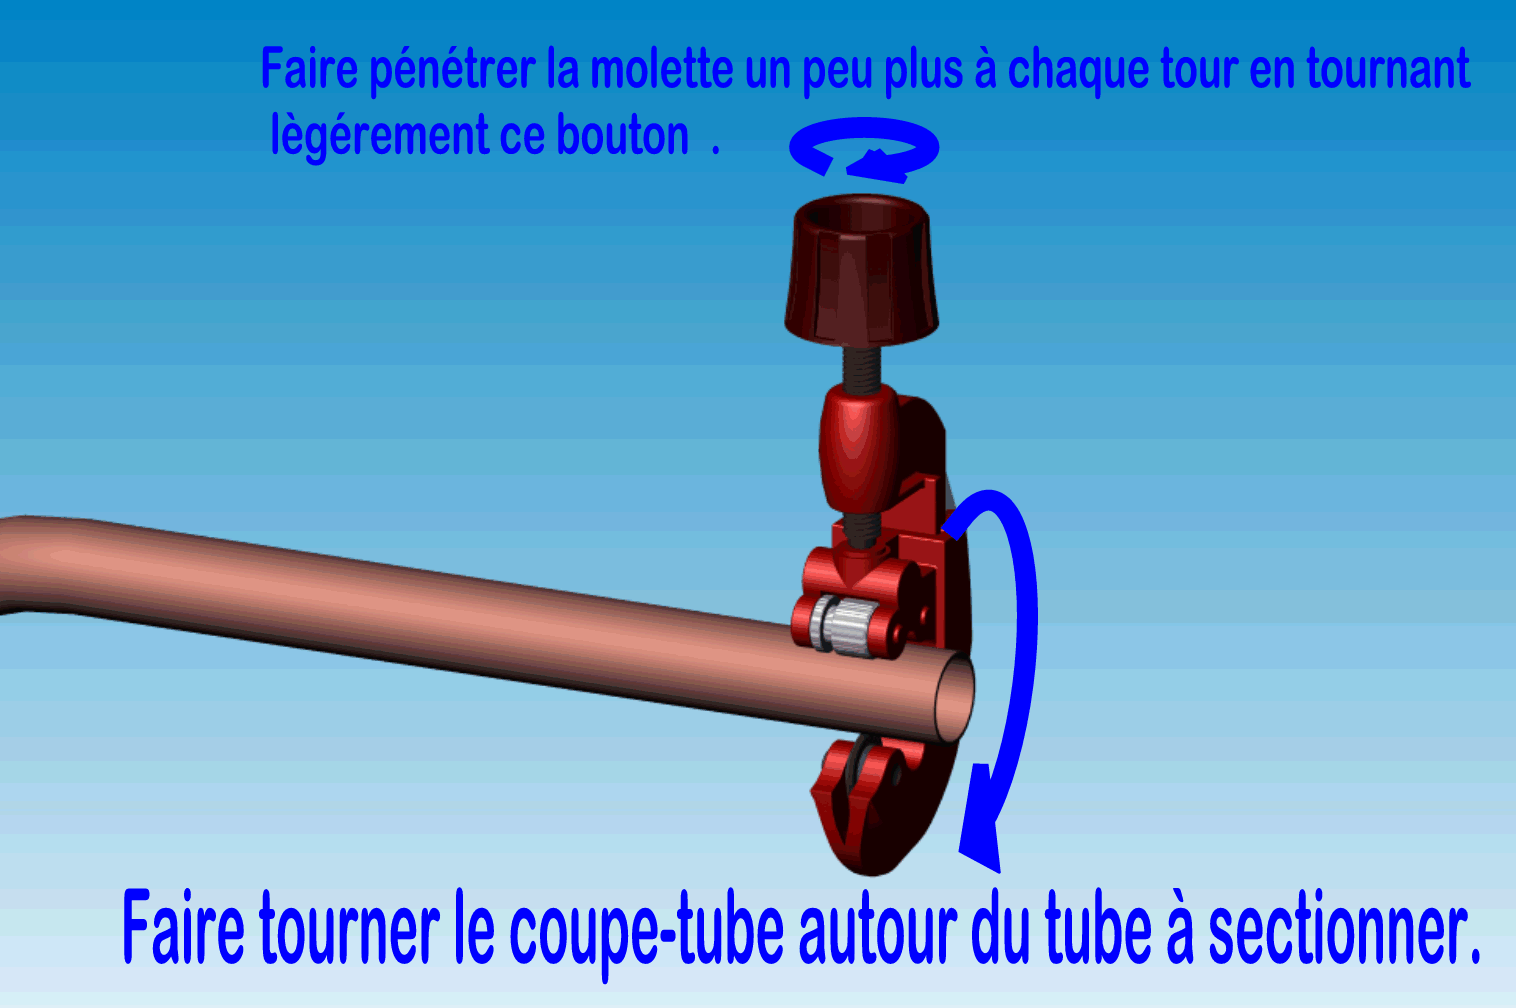 Faire pénétrer la molette un peu plus à chaque tour en tournant
lègérement ce bouton .
Faire tourner le coupe-tube autour du tube à sectionner.